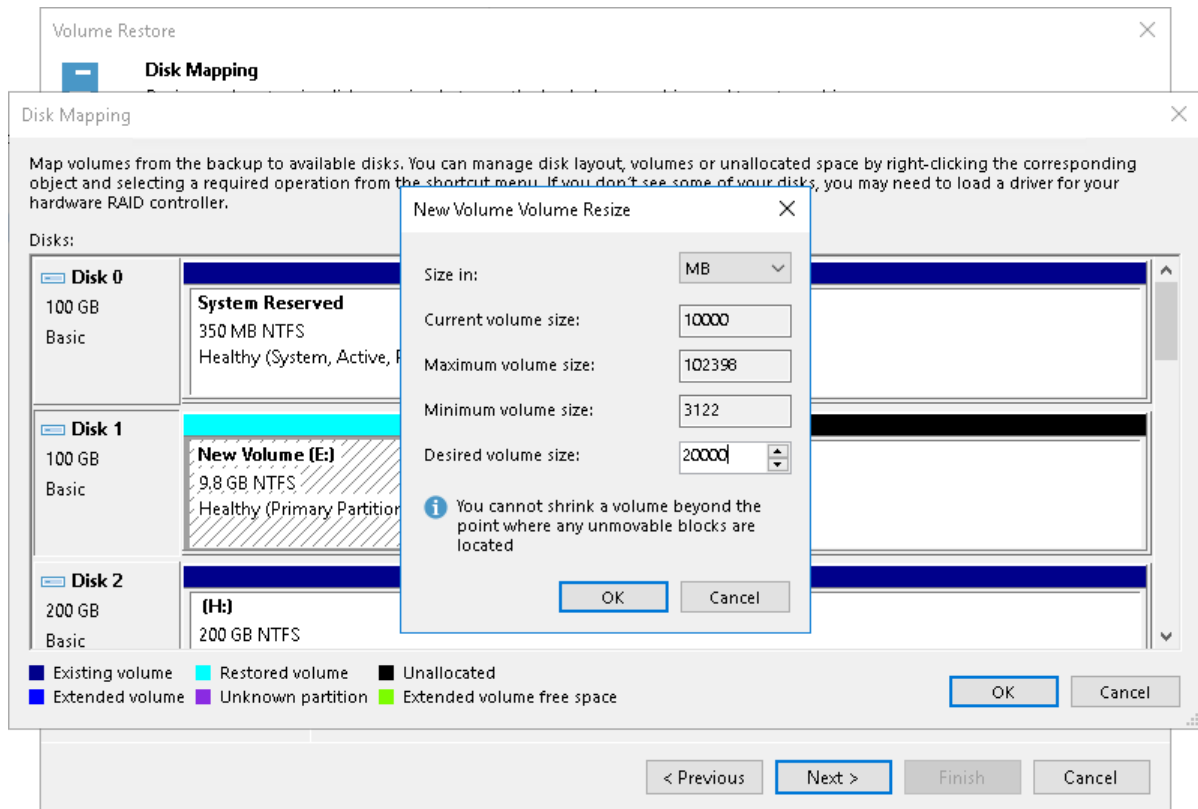 Volume Restore
Disk Mapping
Disk Mapping
Map volumes from the backup to available disks. You can manage disk layout, volumes or unallocated space by right-clicking the corresponding
object and selecting a required operation from the shortcut menu. If you don't see some of your disks, you may need to load a driver for your
hardware RAID controller.
Disks:
Disk 0
100 GB
Basic
System Reserved
350 MB NTFS
Healthy (System, Active,
Disk 1
100 GB
Basic
New Volume (E:)
9,8 GB NTFS
Healthy (Primary Partition
Disk 2
200 GB
Basic
(H:)
200 GB NTFS
New Volume Volume Resize
Size in:
MB
Current volume size:
10000
Maximum volume size:
102398
Minimum volume size:
3122
Desired volume size:
20000
You cannot shrink a volume beyond the
point where any unmovable blocks are
located
OK
Cancel
Existing volume
Restored volume
Unallocated
Extended volume
Unknown partition
Extended volume free space
OK
Cancel
< Previous
Next >
Finish
Cancel